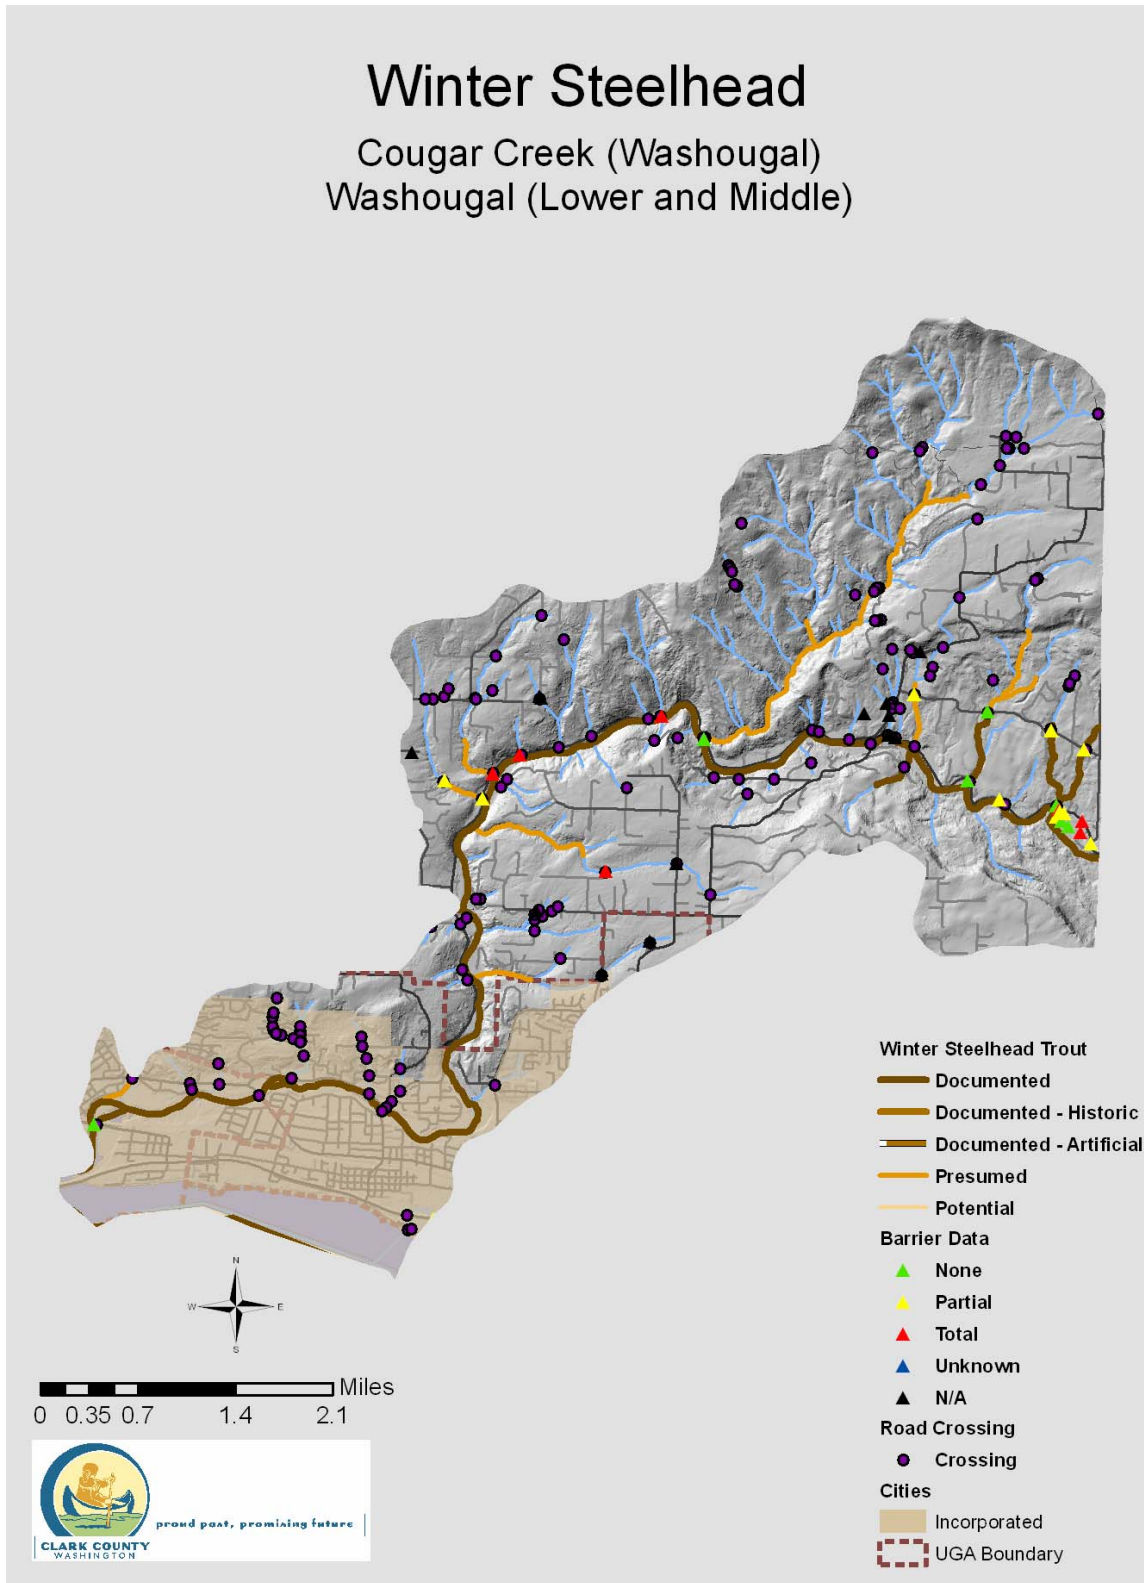 Winter Steelhead
Cougar Creek (Washougal)
Washougal (Lower and Middle)
Winter Steelhead Trout
Documented
Documented - Historic
Documented - Artificial
Presumed
Potential
Barrier Data
None
Partial
Total
Unknown
N/A
Road Crossing
Crossing
Cities
Incorporated
UGA Boundary
N
W E
S
Miles
0 0.35 0.7 1.4 2.1
proud past, promising future
CLARK COUNTY
WASHINGTON